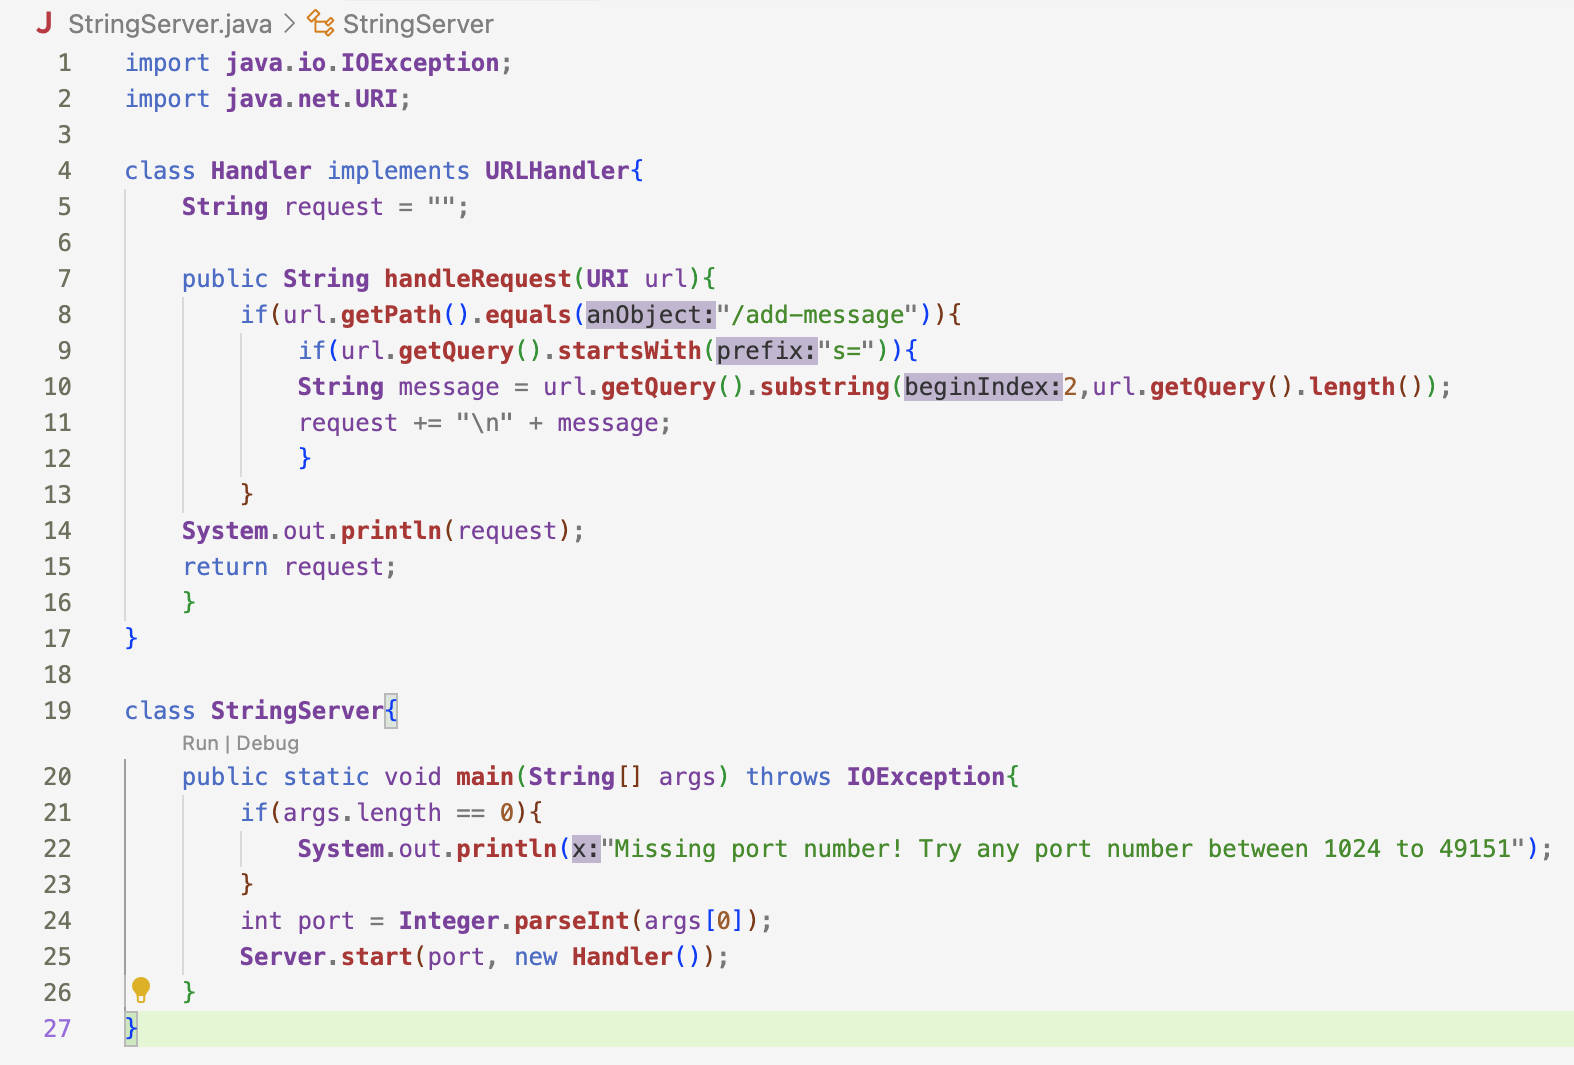 StringServer.java > StringServer
1 import java.io.IOException;
2 import java.net.URI;
3
4 class Handler implements URLHandler{
5 String request = "";
6
7 public String handleRequest(URI url){
8 if(url.getPath().equals(anObject:"/add-message")){
9 if(url.getQuery().startsWith(prefix:"s=")){
10 String message = url.getQuery().substring(beginIndex:2,url.getQuery().length());
11 request += "\n" + message;
12 }
13 }
14 System.out.println(request);
15 return request;
16 }
17 }
18
19 class StringServer{
Run | Debug
20 public static void main(String[] args) throws IOException{
21 if(args.length == 0){
22 System.out.println(x:"Missing port number! Try any port number between 1024 to 49151");
23 }
24 int port = Integer.parseInt(args[0]);
25 Server.start(port, new Handler());
26 }
27 }